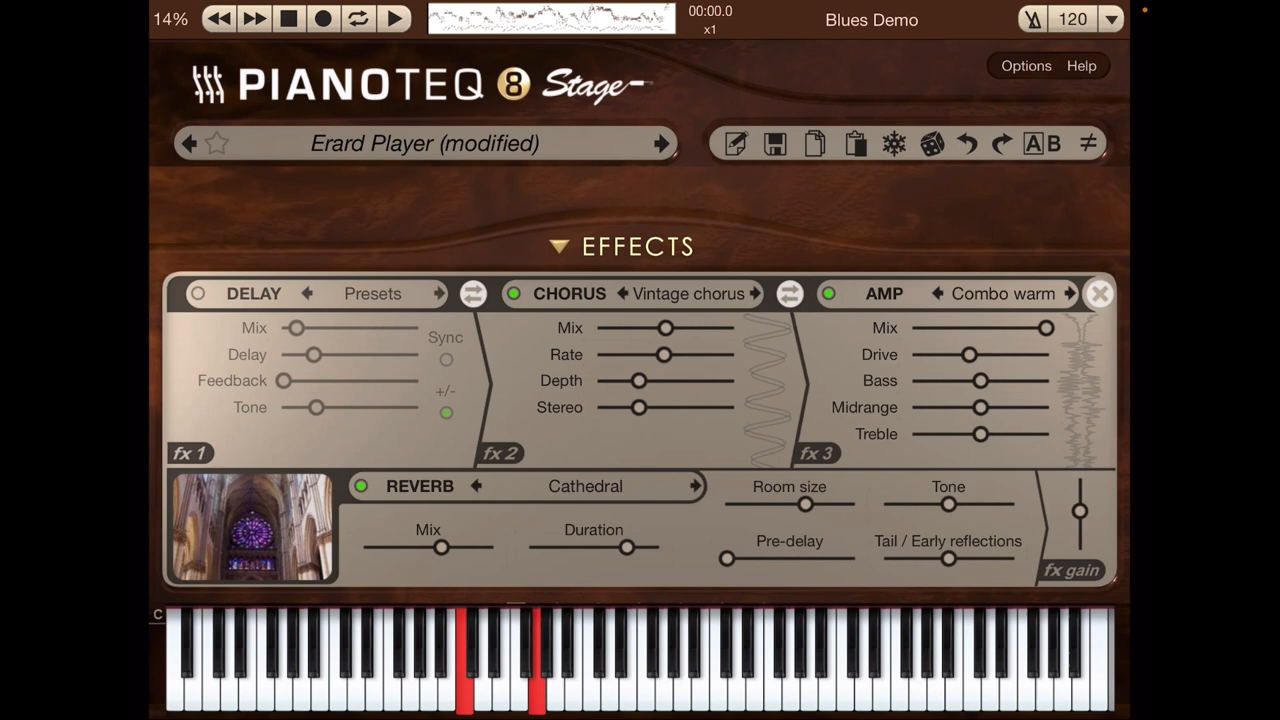 14%
00:00.0
x1
Blues Demo
120
PIANOTEQ 8 Stage
Options Help
Erard Player (modified)
AB
EFFECTS
DELAY Presets
CHORUS Vintage chorus
AMP Combo warm
Mix
Delay
Feedback
Tone
Sync
+/-
fx 1
Mix
Rate
Depth
Stereo
fx 2
Mix
Drive
Bass
Midrange
Treble
fx 3
REVERB Cathedral
Mix
Duration
Room size
Tone
Pre-delay
Tail / Early reflections
fx gain
C